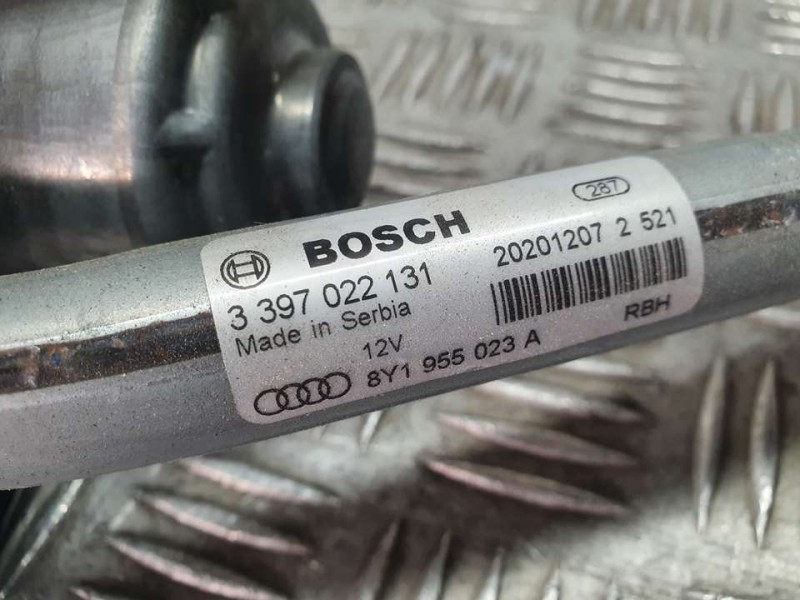 BOSCH
3 397 022 131
Made in Serbia
12V
8Y1 955 023 A
287
20201207 2 521
RBH